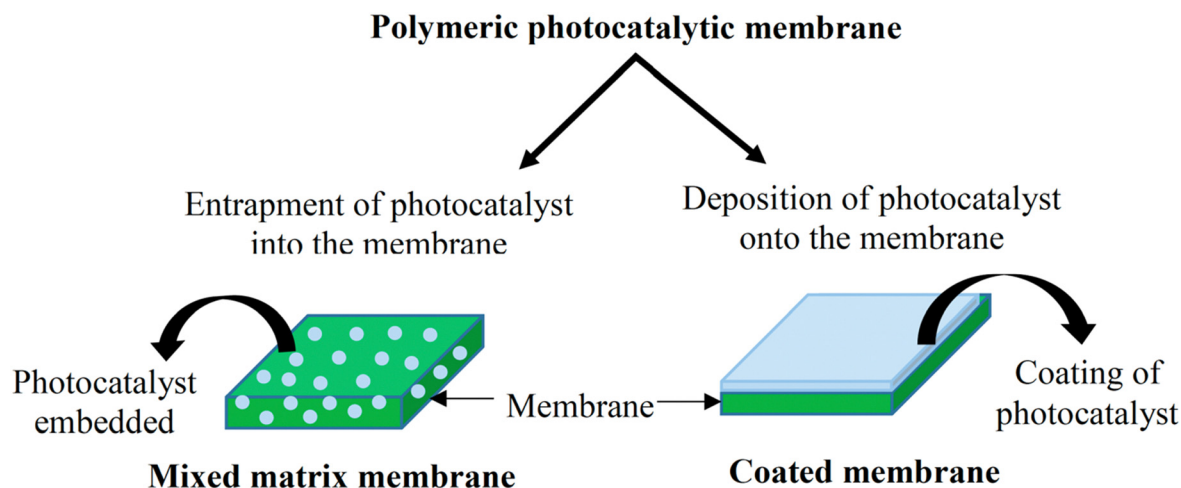 Polymeric photocatalytic membrane
Entrapment of photocatalyst
into the membrane
Deposition of photocatalyst
onto the membrane
Photocatalyst
embedded
Membrane
Coating of
photocatalyst
Mixed matrix membrane
Coated membrane